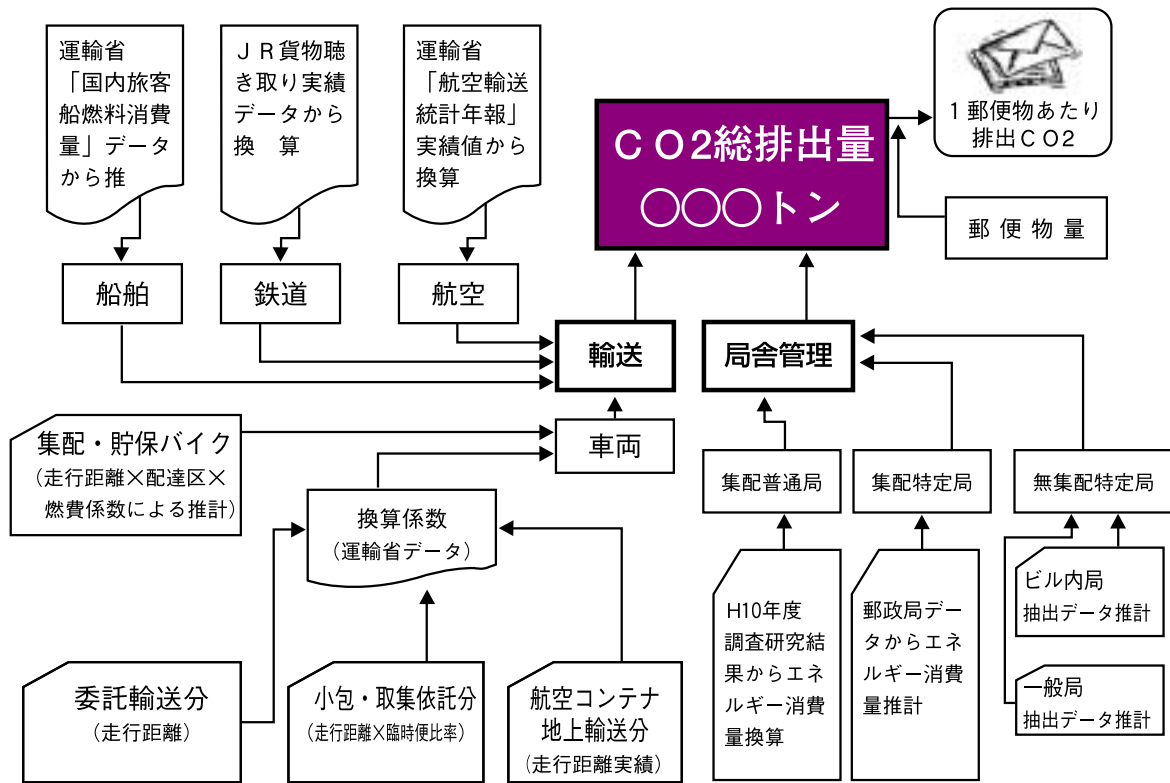 運輸省
「国内旅客
船燃料消費
量」データ
から推
ＪＲ貨物聴
き取り実績
データから
換　算
運輸省
「航空輸送
統計年報」
実績値から
換算
ＣＯ2総排出量
○○○トン
１郵便物あたり
排出ＣＯ2
郵 便 物 量
船舶
鉄道
航空
輸送
局舎管理
集配・貯保バイク
（走行距離×配達区×
燃費係数による推計）
車両
換算係数
（運輸省データ）
集配普通局
集配特定局
無集配特定局
委託輸送分
（走行距離）
小包・取集依託分
（走行距離×臨時便比率）
航空コンテナ
地上輸送分
（走行距離実績）
H10年度
調査研究結
果からエネ
ルギー消費
量換算
郵政局デー
タからエネ
ルギー消費
量推計
ビル内局
抽出データ推計
一般局
抽出データ推計